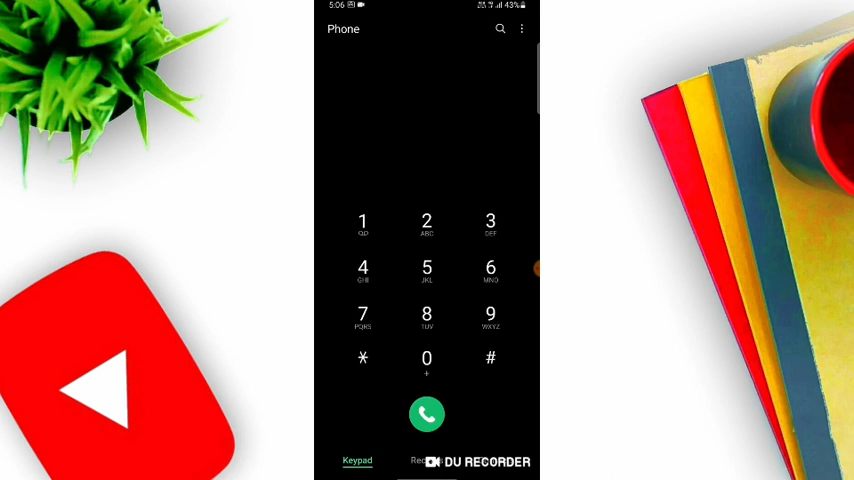 5:06 43%
Phone
1 2 3
ABC DEF
4 5 6
GHI JKL MNO
7 8 9
PQRS TUV WXYZ
* 0 #
+
Keypad DU RECORDER